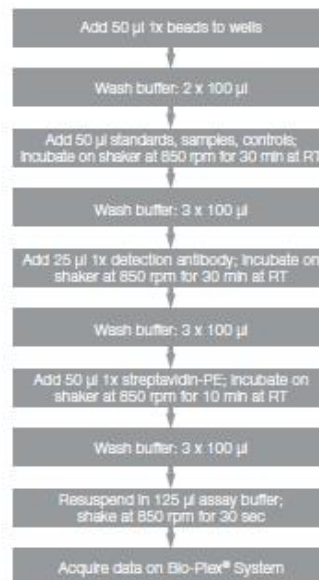 Add 50 µl 1x beads to wells
Wash buffer: 2 x 100 µl
Add 50 µl standards, samples, controls;
Incubate on shaker at 850 rpm for 30 min at RT
Wash buffer: 3 x 100 µl
Add 25 µl 1x detection antibody; Incubate on
shaker at 850 rpm for 30 min at RT
Wash buffer: 3 x 100 µl
Add 50 µl 1x streptavidin-PE; Incubate on
shaker at 850 rpm for 10 min at RT
Wash buffer: 3 x 100 µl
Resuspend in 125 µl assay buffer;
shake at 850 rpm for 30 sec
Acquire data on Bio-Plex® System